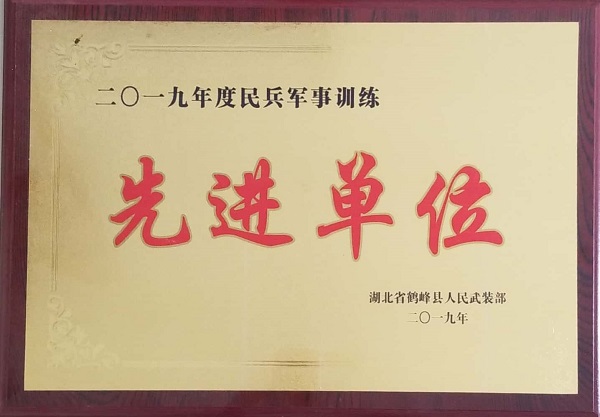 二〇一九年度民兵军事训练
先进单位
湖北省鹤峰县人民武装部
二〇一九年